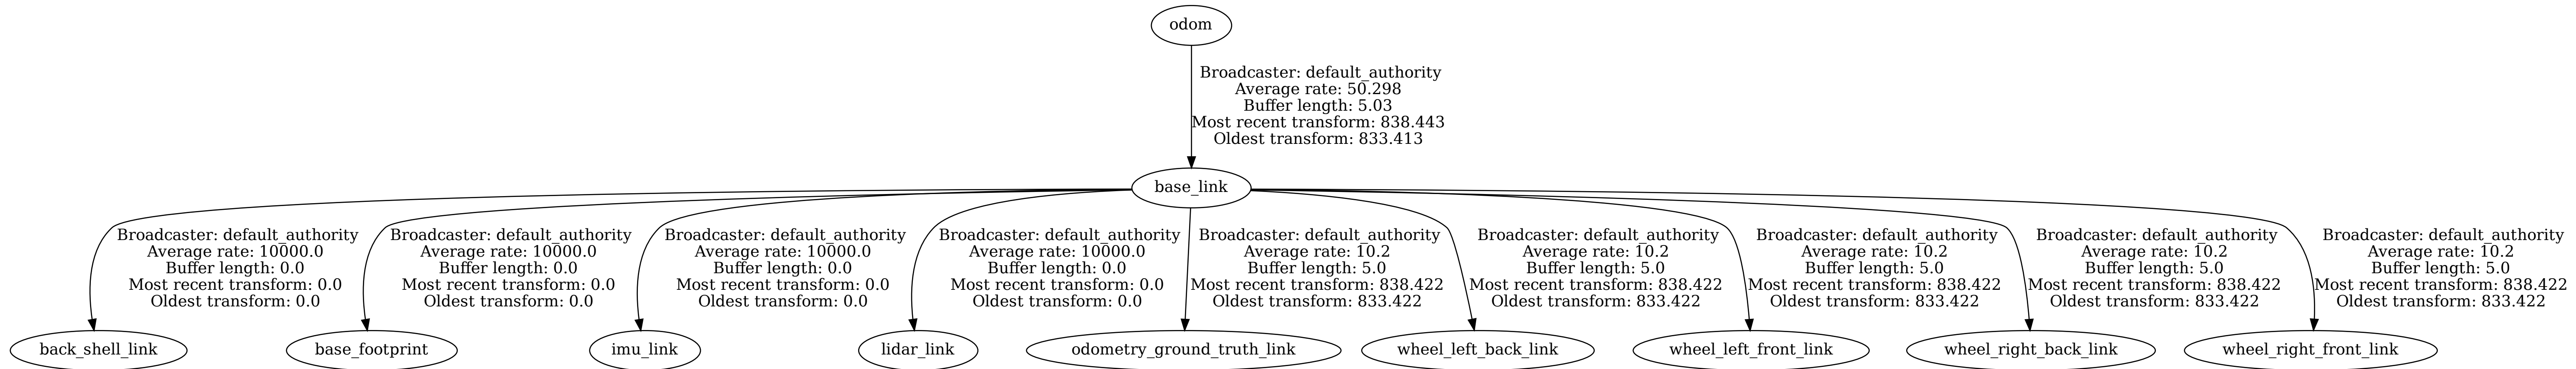 odom
Broadcaster: default_authority
Average rate: 50.298
Buffer length: 5.03
Most recent transform: 838.443
Oldest transform: 833.413
base_link
Broadcaster: default_authority
Average rate: 10000.0
Buffer length: 0.0
Most recent transform: 0.0
Oldest transform: 0.0
Broadcaster: default_authority
Average rate: 10000.0
Buffer length: 0.0
Most recent transform: 0.0
Oldest transform: 0.0
Broadcaster: default_authority
Average rate: 10000.0
Buffer length: 0.0
Most recent transform: 0.0
Oldest transform: 0.0
Broadcaster: default_authority
Average rate: 10000.0
Buffer length: 0.0
Most recent transform: 0.0
Oldest transform: 0.0
Broadcaster: default_authority
Average rate: 10.2
Buffer length: 5.0
Most recent transform: 838.422
Oldest transform: 833.422
Broadcaster: default_authority
Average rate: 10.2
Buffer length: 5.0
Most recent transform: 838.422
Oldest transform: 833.422
Broadcaster: default_authority
Average rate: 10.2
Buffer length: 5.0
Most recent transform: 838.422
Oldest transform: 833.422
Broadcaster: default_authority
Average rate: 10.2
Buffer length: 5.0
Most recent transform: 838.422
Oldest transform: 833.422
Broadcaster: default_authority
Average rate: 10.2
Buffer length: 5.0
Most recent transform: 838.422
Oldest transform: 833.422
back_shell_link
base_footprint
imu_link
lidar_link
odometry_ground_truth_link
wheel_left_back_link
wheel_left_front_link
wheel_right_back_link
wheel_right_front_link